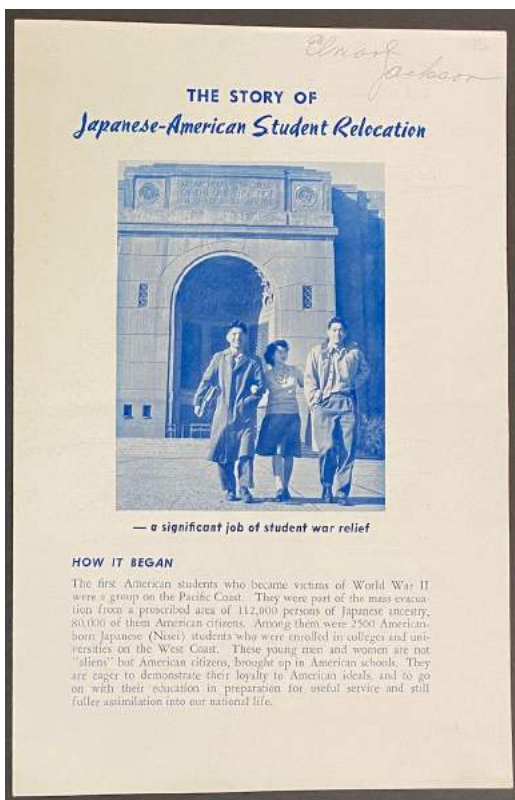 Elmore
Jackson
THE STORY OF
Japanese-American Student Relocation
— a significant job of student war relief
HOW IT BEGAN
The first American students who became victims of World War II
were a group on the Pacific Coast. They were part of the mass evacua-
tion from a proscribed area of 112,000 persons of Japanese ancestry,
80,000 of them American citizens. Among them were 2500 American-
born Japanese (Nisei) students who were enrolled in colleges and uni-
versities on the West Coast. These young men and women are not
"aliens" but American citizens, brought up in American schools. They
are eager to demonstrate their loyalty to American ideals, and to go
on with their education in preparation for useful service and still
fuller assimilation into our national life.